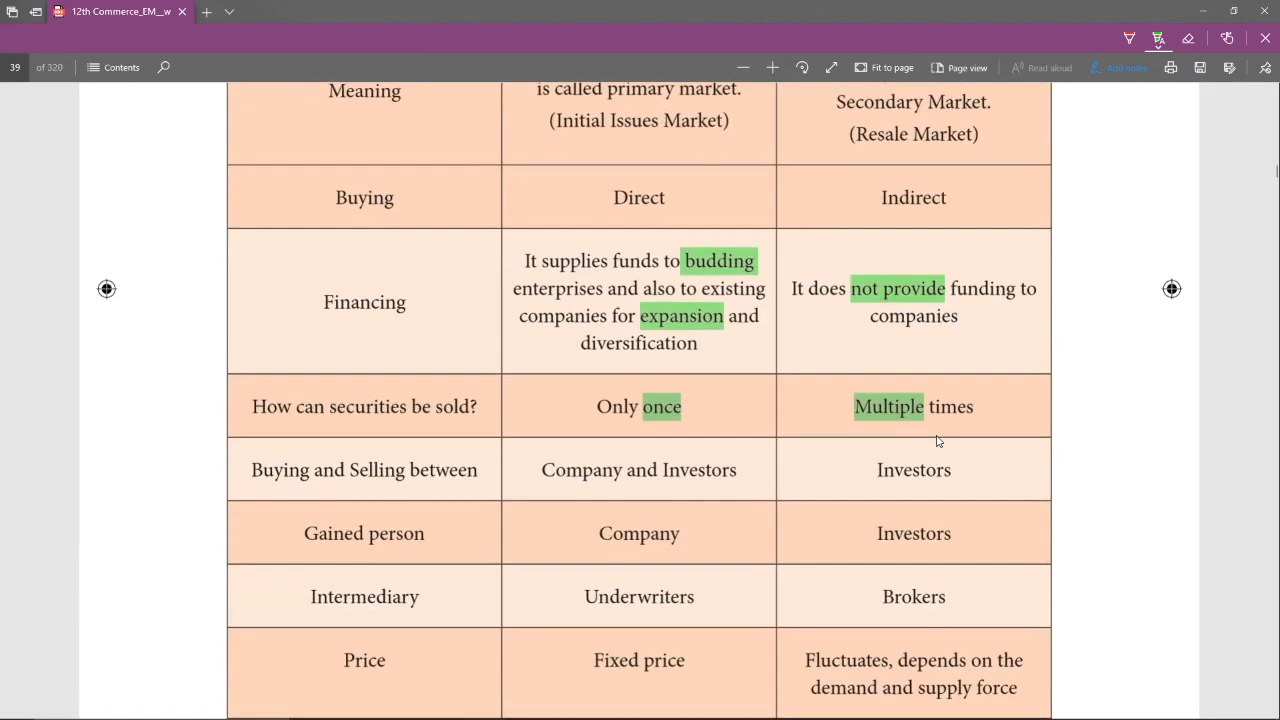 12th Commerce_EM_w
39 of 320 Contents Fit to page Page view Read aloud Add notes
Meaning
is called primary market.
(Initial Issues Market)
Secondary Market.
(Resale Market)
Buying Direct Indirect
Financing
It supplies funds to budding
enterprises and also to existing
companies for expansion and
diversification
It does not provide funding to
companies
How can securities be sold? Only once Multiple times
Buying and Selling between Company and Investors Investors
Gained person Company Investors
Intermediary Underwriters Brokers
Price Fixed price Fluctuates, depends on the
demand and supply force